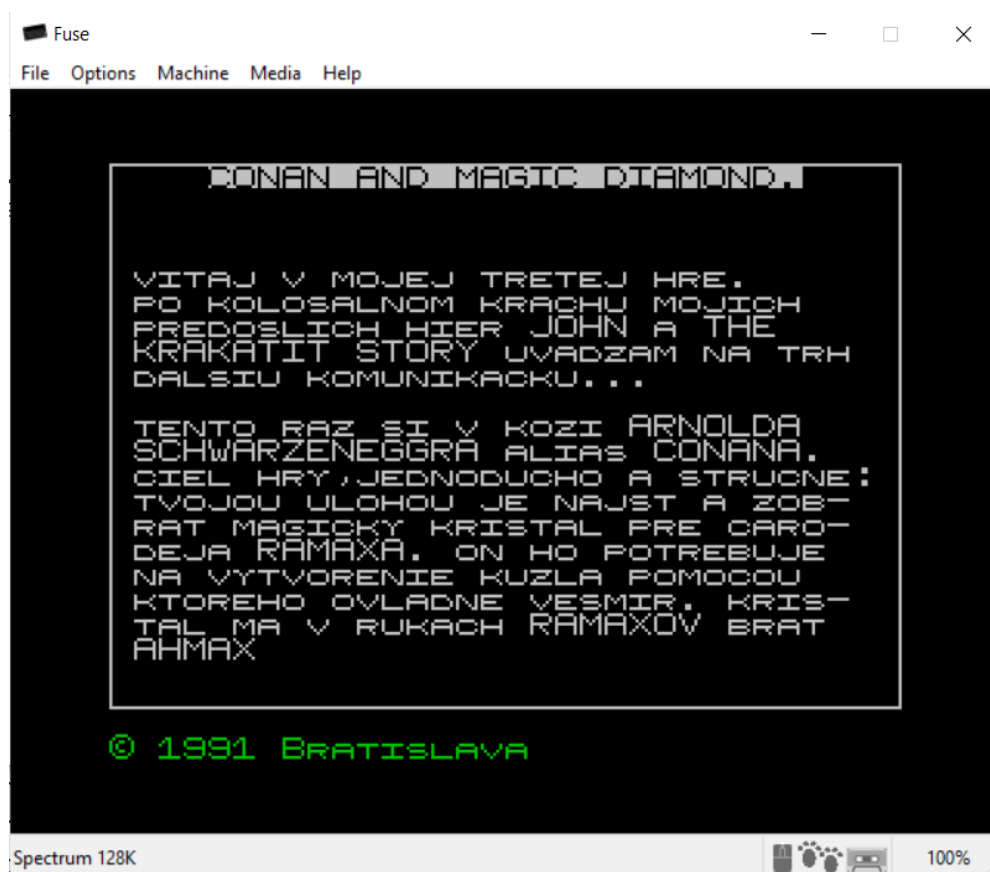 Fuse
File Options Machine Media Help
CONAN AND MAGIC DIAMOND.
VITAJ V MOJEJ TRETEJ HRE.
PO KOLOSALNOM KRACHU MOJICH
PREDOSLICH HIER JOHN A THE
KRAKATIT STORY UVADZAM NA TRH
DALSIU KOMUNIKACKU...
TENTO RAZ SI V KOZI ARNOLDA
SCHWARZENEGGRA ALIAS CONANA.
CIEL HRY,JEDNODUCHO A STRUCNE:
TVOJOU ULOHOU JE NAJST A ZOB-
RAT MAGICKY KRISTAL PRE CARO-
DEJA RAMAXA. ON HO POTREBUJE
NA VYTVORENIE KUZLA POMOCOU
KTOREHO OVLADNE VESMIR. KRIS-
TAL MA V RUKACH RAMAXOV BRAT
AHMAX
© 1991 BRATISLAVA
Spectrum 128K 100%